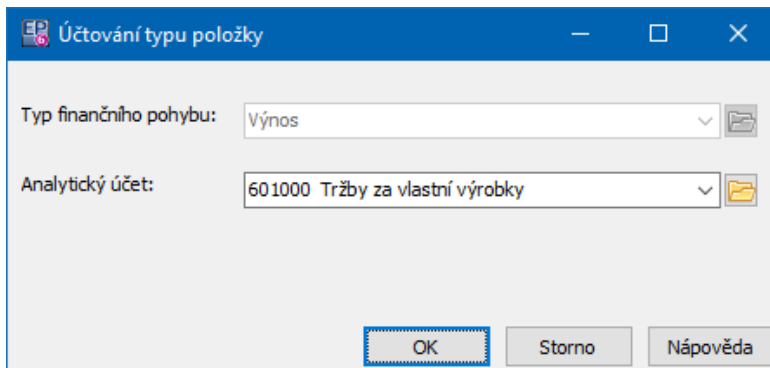 Účtování typu položky
Typ finančního pohybu: Výnos
Analytický účet: 601000 Tržby za vlastní výrobky
OK Storno Nápověda